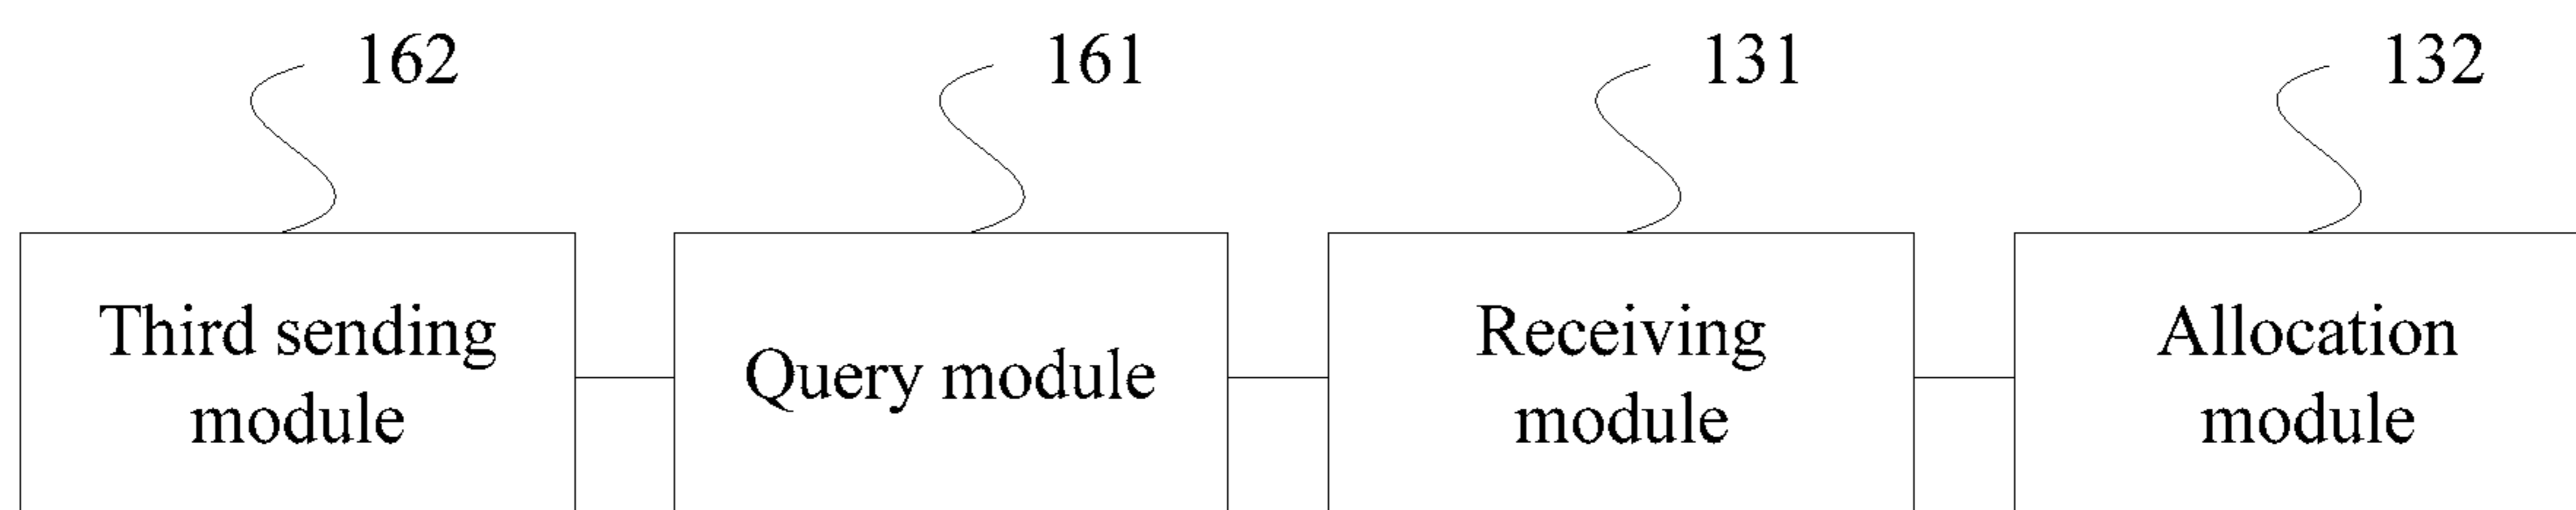 162
161
131
132
Third sending
module
Query module
Receiving
module
Allocation
module